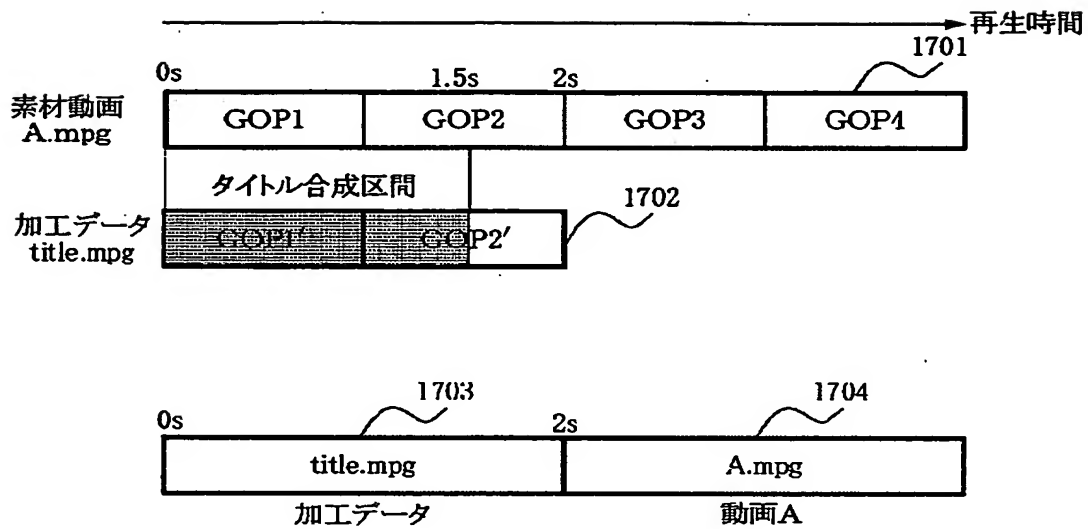 再生時間
1701
0s 1.5s 2s
素材動画
A.mpg
GOP1 GOP2 GOP3 GOP4
タイトル合成区間
1702
加工データ
title.mpg
GOP1′ GOP2′
1703 1704
0s 2s
title.mpg A.mpg
加工データ 動画A